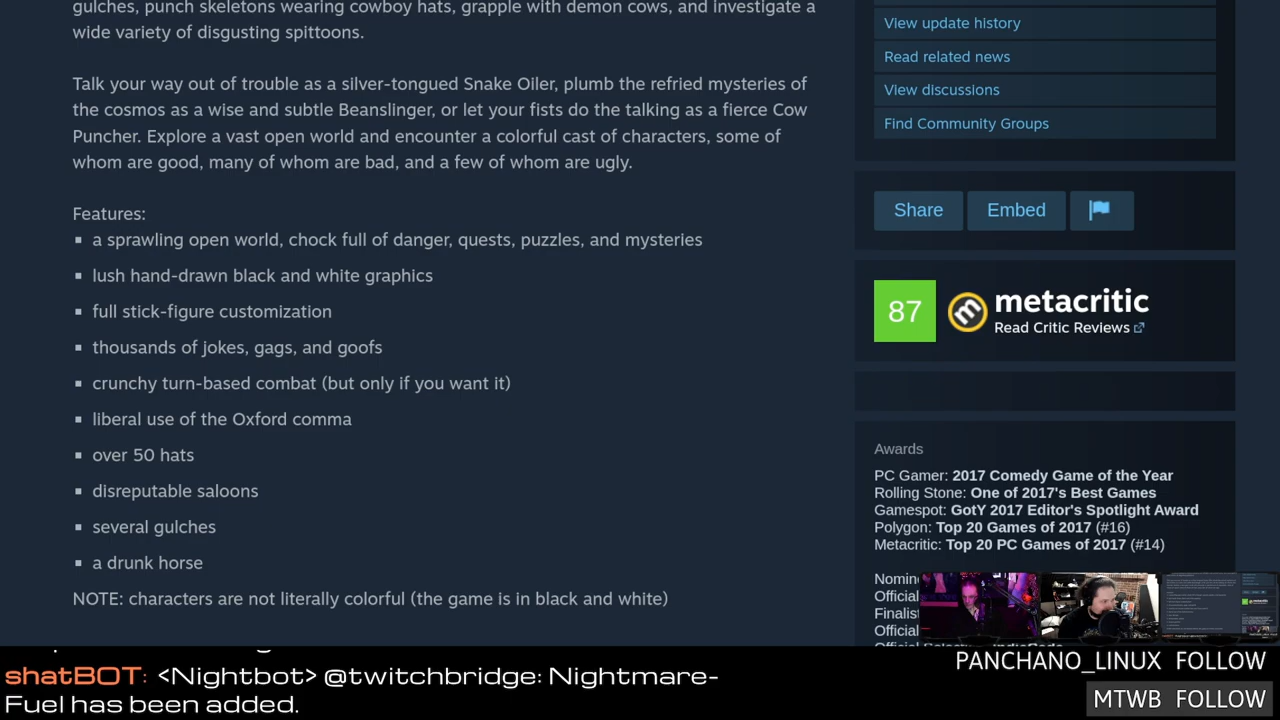 gulches, punch skeletons wearing cowboy hats, grapple with demon cows, and investigate a
wide variety of disgusting spittoons.
Talk your way out of trouble as a silver-tongued Snake Oiler, plumb the refried mysteries of
the cosmos as a wise and subtle Beanslinger, or let your fists do the talking as a fierce Cow
Puncher. Explore a vast open world and encounter a colorful cast of characters, some of
whom are good, many of whom are bad, and a few of whom are ugly.
Features:
▪ a sprawling open world, chock full of danger, quests, puzzles, and mysteries
▪ lush hand-drawn black and white graphics
▪ full stick-figure customization
▪ thousands of jokes, gags, and goofs
▪ crunchy turn-based combat (but only if you want it)
▪ liberal use of the Oxford comma
▪ over 50 hats
▪ disreputable saloons
▪ several gulches
▪ a drunk horse
NOTE: characters are not literally colorful (the game is in black and white)
View update history
Read related news
View discussions
Find Community Groups
Share Embed
87 metacritic
Read Critic Reviews
Awards
PC Gamer: 2017 Comedy Game of the Year
Rolling Stone: One of 2017's Best Games
Gamespot: GotY 2017 Editor's Spotlight Award
Polygon: Top 20 Games of 2017 (#16)
Metacritic: Top 20 PC Games of 2017 (#14)
shatBOT: <Nightbot> @twitchbridge: Nightmare-
Fuel has been added.
PANCHANO_LINUX FOLLOW
MTWB FOLLOW